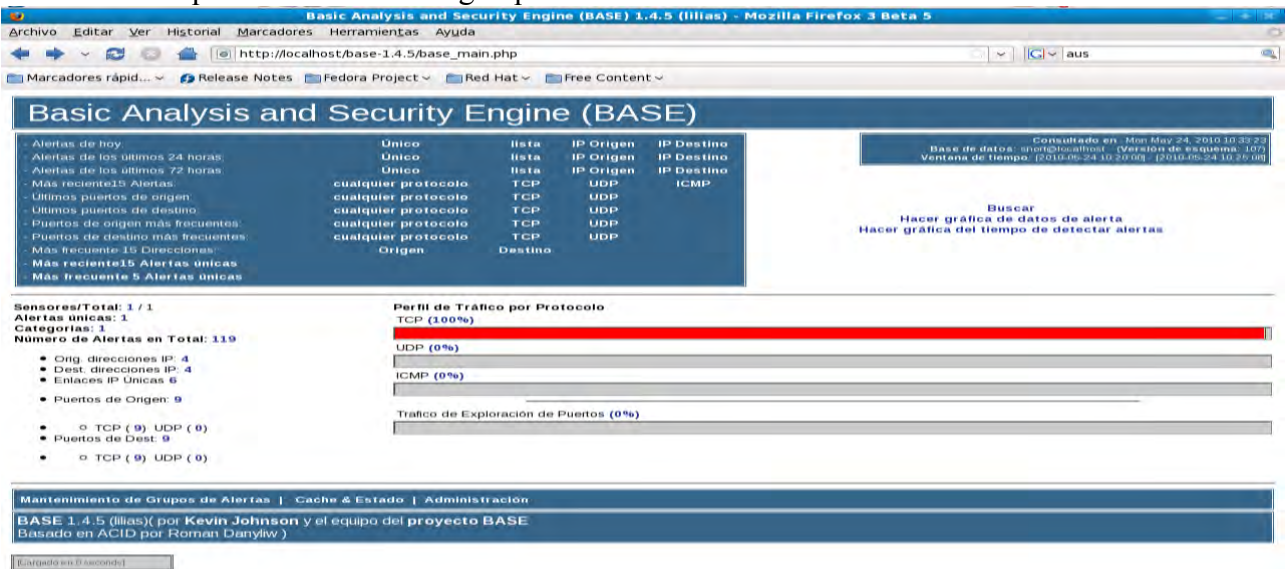 Basic Analysis and Security Engine (BASE) 1.4.5 (lilias) - Mozilla Firefox 3 Beta 5
Archivo Editar Ver Historial Marcadores Herramientas Ayuda
http://localhost/base-1.4.5/base_main.php G aus
Marcadores rápid... Release Notes Fedora Project Red Hat Free Content
Basic Analysis and Security Engine (BASE)
- Alertas de hoy: Único lista IP Origen IP Destino
- Alertas de los últimos 24 horas: Único lista IP Origen IP Destino
- Alertas de los últimos 72 horas: Único lista IP Origen IP Destino
- Más reciente15 Alertas: cualquier protocolo TCP UDP ICMP
- Últimos puertos de origen: cualquier protocolo TCP UDP
- Últimos puertos de destino: cualquier protocolo TCP UDP
- Puertos de origen más frecuentes: cualquier protocolo TCP UDP
- Puertos de destino más frecuentes: cualquier protocolo TCP UDP
- Más frecuente 15 Direcciones: Origen Destino
- Más reciente15 Alertas únicas
- Más frecuente 5 Alertas únicas
Consultado en : Mon May 24, 2010 10:33:23
Base de datos: snort@localhost (Versión de esquema: 107)
Ventana de tiempo: [2010-05-24 10:20:00] - [2010-05-24 10:25:08]
Buscar
Hacer gráfica de datos de alerta
Hacer gráfica del tiempo de detectar alertas
Sensores/Total: 1 / 1
Alertas únicas: 1
Categorías: 1
Número de Alertas en Total: 119
Orig. direcciones IP: 4
Dest. direcciones IP: 4
Enlaces IP Únicas 6
Puertos de Origen: 9
TCP ( 9) UDP ( 0)
Puertos de Dest: 9
TCP ( 9) UDP ( 0)
Perfil de Tráfico por Protocolo
TCP (100%)
UDP (0%)
ICMP (0%)
Trafico de Exploración de Puertos (0%)
Mantenimiento de Grupos de Alertas | Cache & Estado | Administración
BASE 1.4.5 (lilias)( por Kevin Johnson y el equipo del proyecto BASE
Basado en ACID por Roman Danyliw )
[Cargado en 0 seconds]